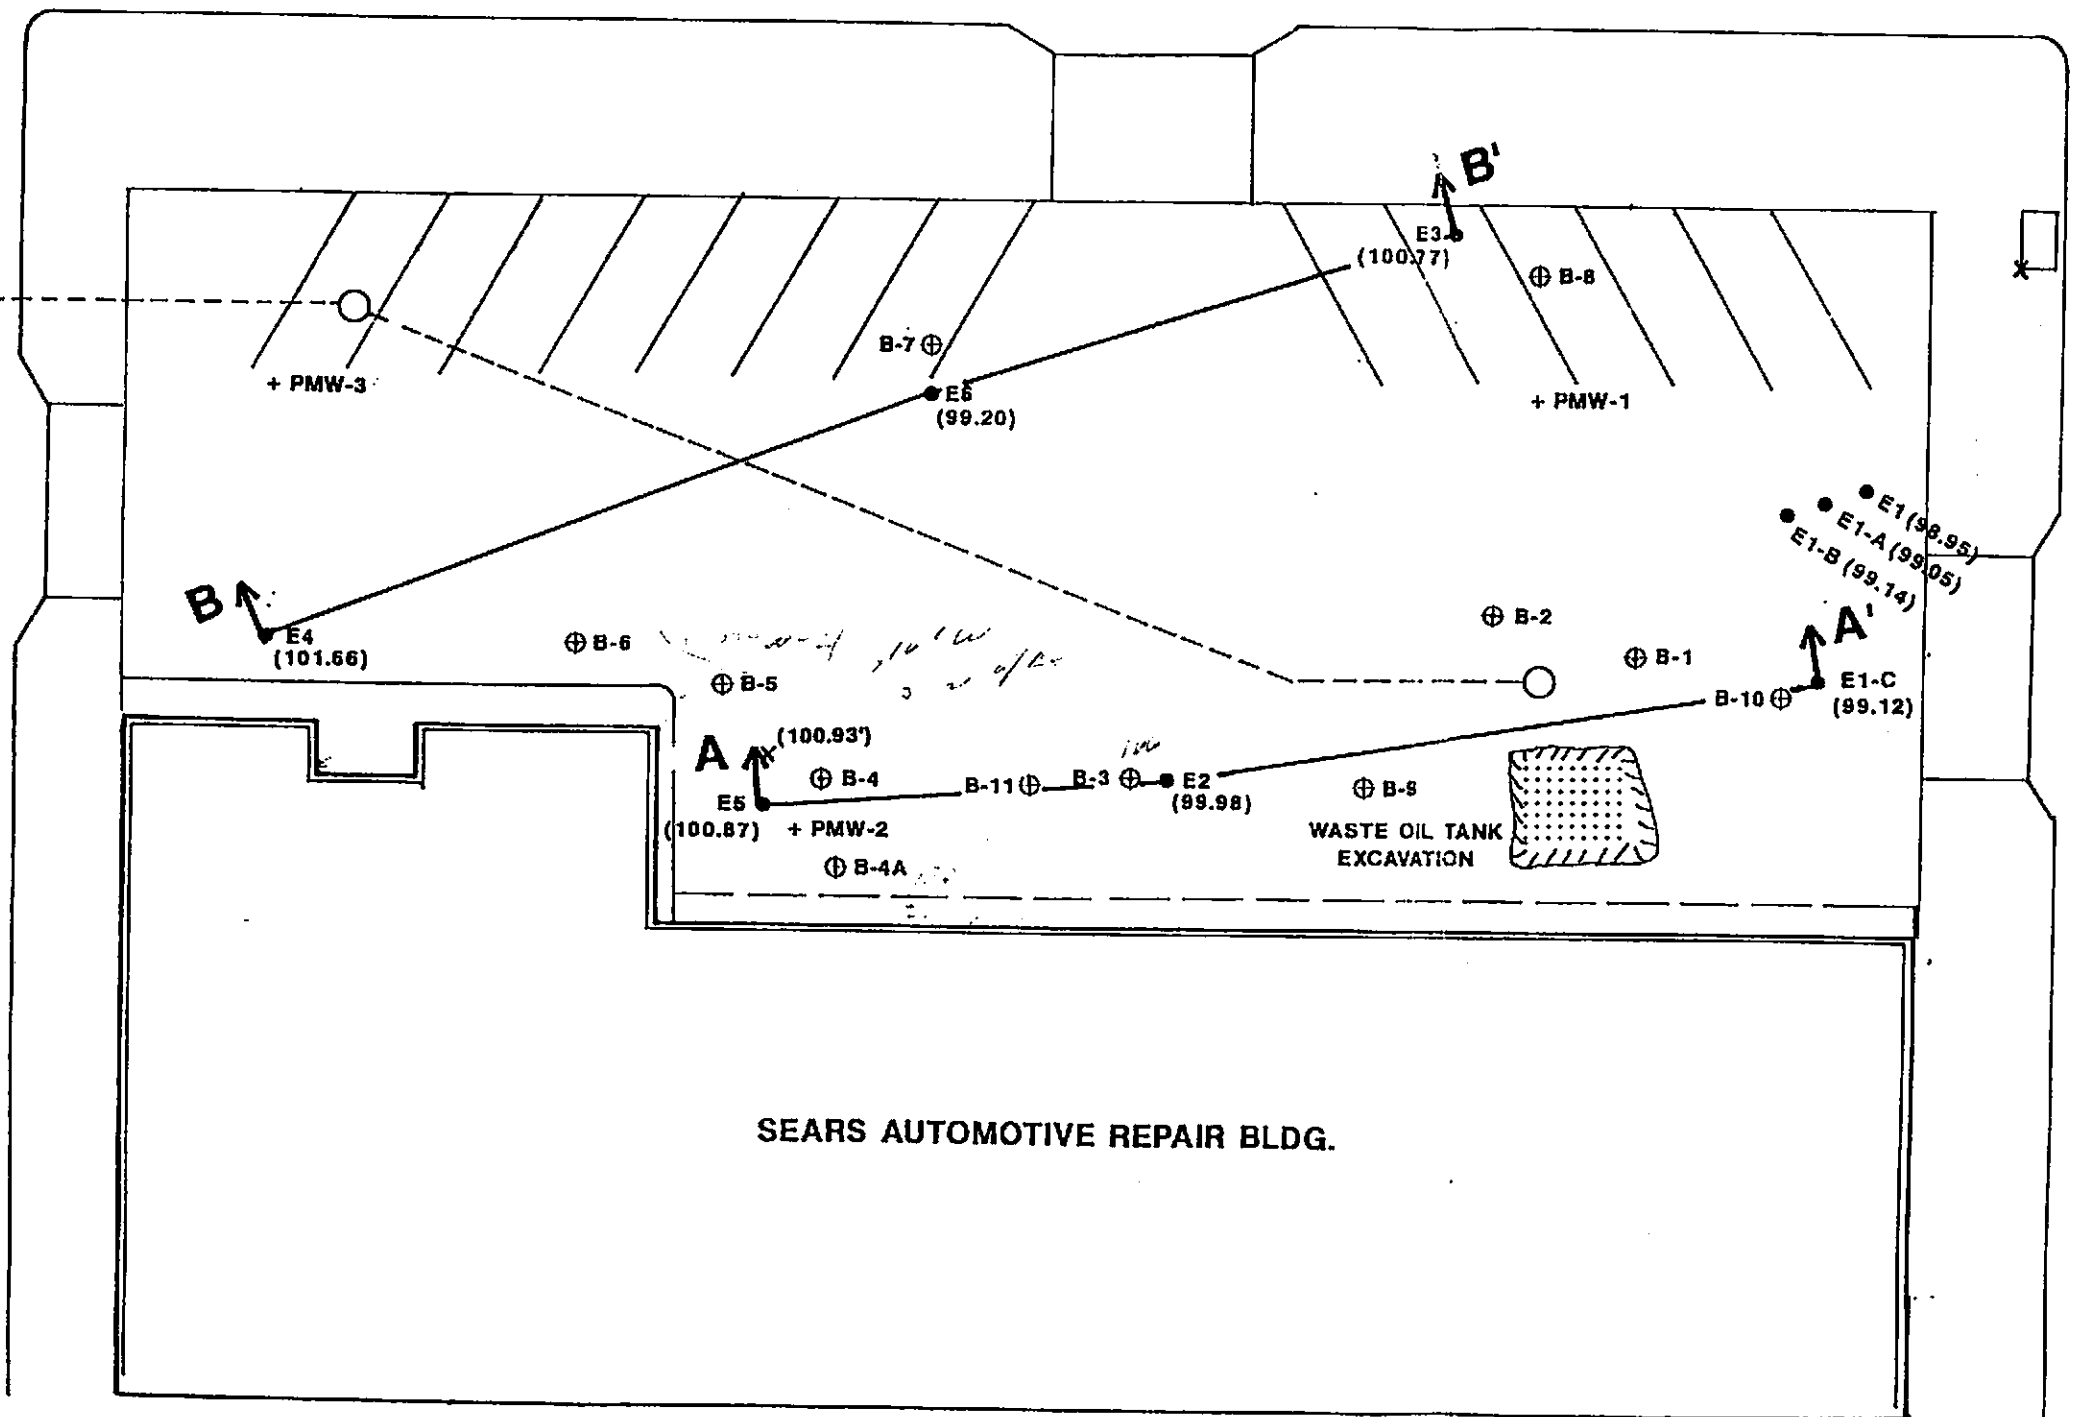 B'
E3
(100.77)
B-8
B-7
+ PMW-3
E6
(99.20)
+ PMW-1
E1 (98.95)
E1-A (99.05)
E1-B (99.14)
B
E4
(101.66)
B-6
B-2
A'
B-1
B-5
E1-C
B-10
(99.12)
A
(100.93')
B-4
B-11
B-3
E2
B-9
E5
(99.98)
(100.87)
+ PMW-2
WASTE OIL TANK
EXCAVATION
B-4A
SEARS AUTOMOTIVE REPAIR BLDG.